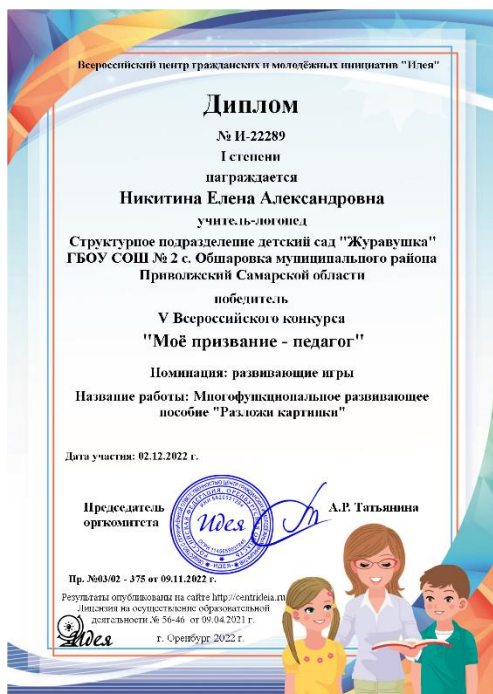 Всероссийский центр гражданских и молодёжных инициатив "Идея"
Диплом
№ И-22289
I степени
награждается
Никитина Елена Александровна
учитель-логопед
Структурное подразделение детский сад "Журавушка"
ГБОУ СОШ № 2 с. Обшаровка муниципального района
Приволжский Самарской области
победитель
V Всероссийского конкурса
"Моё призвание - педагог"
Номинация: развивающие игры
Название работы: Многофункциональное развивающее
пособие "Разложи картинки"
Дата участия: 02.12.2022 г.
Председатель
оргкомитета
Идея
А.Р. Татьянина
Пр. №03/02 - 375 от 09.11.2022 г.
Результаты опубликованы на сайте http://centrideia.ru
Лицензия на осуществление образовательной
деятельности № 56-46 от 09.04.2021 г.
Идея
г. Оренбург 2022 г.